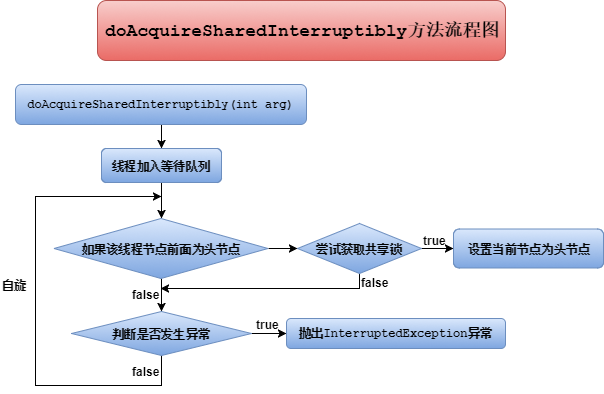 doAcquireSharedInterruptibly方法流程图
doAcquireSharedInterruptibly(int arg)
线程加入等待队列
如果该线程节点前面为头节点
尝试获取共享锁
true
设置当前节点为头节点
自旋
false
false
判断是否发生异常
true
抛出InterruptedException异常
false